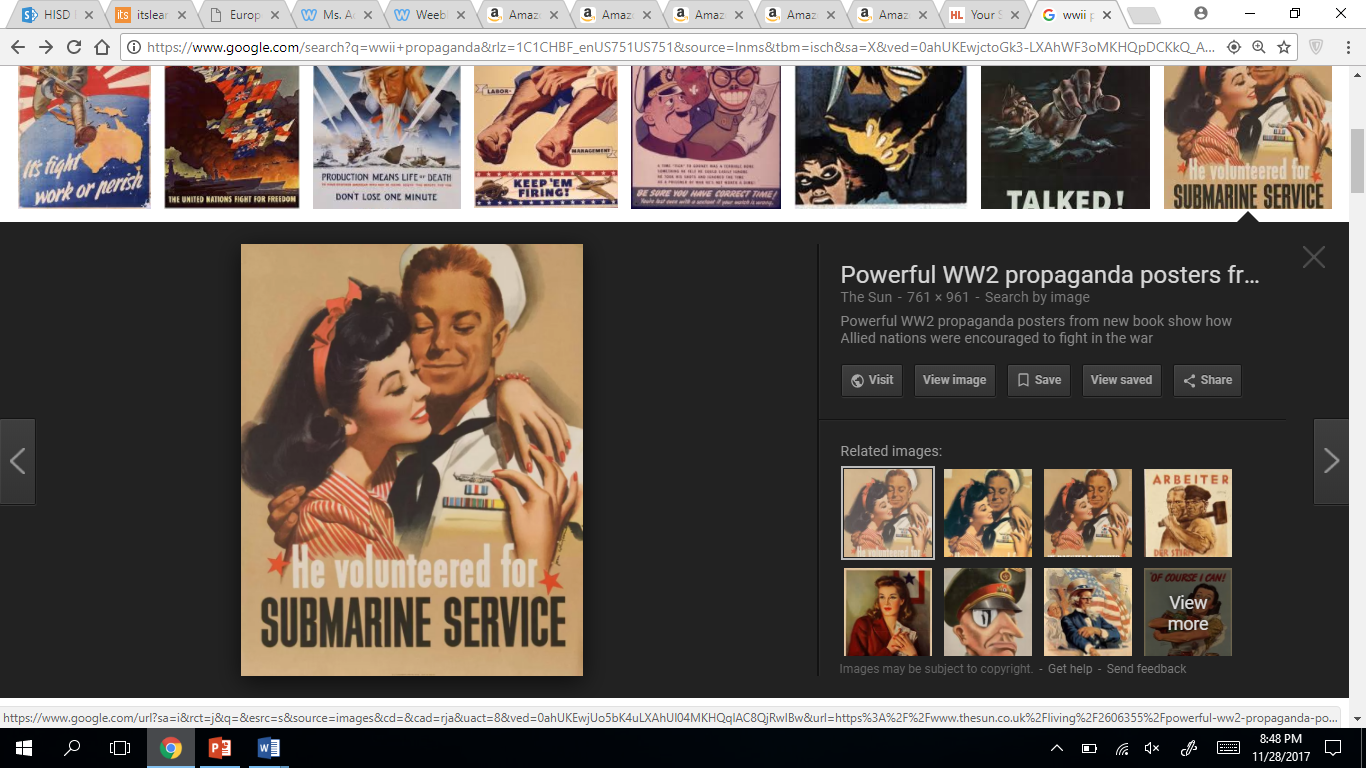 HISD
itslear
Europ
Ms. A
Weeb
Amaz
Amaz
Amaz
Amaz
Amaz
Your S
wwii p
https://www.google.com/search?q=wwii+propaganda&rlz=1C1CHBF_enUS751US751&source=lnms&tbm=isch&sa=X&ved=0ahUKEwjctoGk3-LXAhWF3oMKHQpDCKkQ_A...
It's fight
work or perish
THE UNITED NATIONS FIGHT FOR FREEDOM
PRODUCTION MEANS LIFE OR DEATH
DON'T LOSE ONE MINUTE
LABOR-
MANAGEMENT
KEEP 'EM
FIRING!
BE SURE YOU HAVE CORRECT TIME!
TALKED!
He volunteered for
SUBMARINE SERVICE
He volunteered for
SUBMARINE SERVICE
Powerful WW2 propaganda posters fr...
The Sun - 761 × 961 - Search by image
Powerful WW2 propaganda posters from new book show how
Allied nations were encouraged to fight in the war
Visit View image Save View saved Share
Related images:
He volunteered for
ARBEITER
'OF COURSE I CAN!
View
more
Images may be subject to copyright. - Get help - Send feedback
https://www.google.com/url?sa=i&rct=j&q=&esrc=s&source=images&cd=&cad=rja&uact=8&ved=0ahUKEwjUo5bK4uLXAhUI04MKHQqIAC8QjRwIBw&url=https%3A%2F%2Fwww.thesun.co.uk%2Fliving%2F2606355%2Fpowerful-ww2-propaganda-po...
8:48 PM
11/28/2017